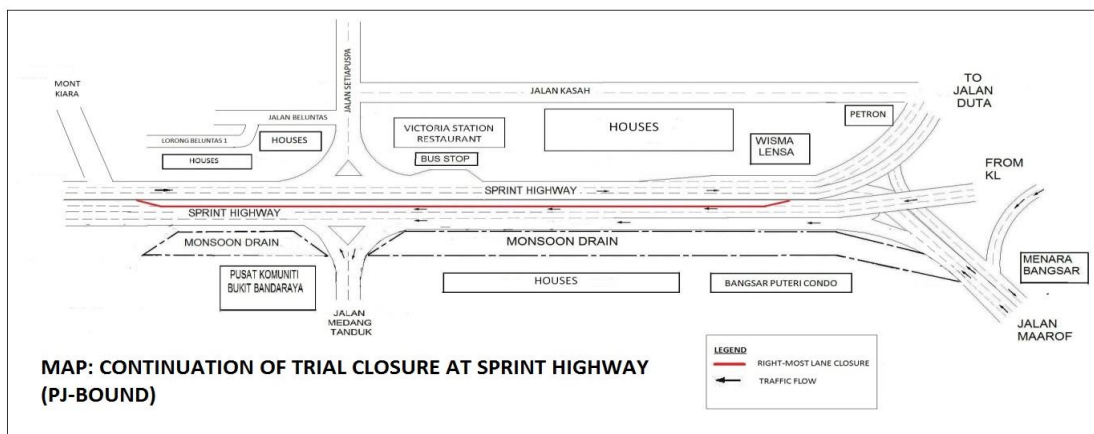 MONT
KIARA
JALAN SETIAPUSPA
JALAN BELUNTAS
LORONG BELUNTAS 1
HOUSES
HOUSES
JALAN KASAH
VICTORIA STATION
RESTAURANT
BUS STOP
HOUSES
WISMA
LENSA
PETRON
TO
JALAN
DUTA
FROM
KL
SPRINT HIGHWAY
SPRINT HIGHWAY
MONSOON DRAIN
MONSOON DRAIN
PUSAT KOMUNITI
BUKIT BANDARAYA
JALAN
MEDANG
TANDUK
HOUSES
BANGSAR PUTERI CONDO
MENARA
BANGSAR
JALAN
MAAROF
MAP: CONTINUATION OF TRIAL CLOSURE AT SPRINT HIGHWAY
(PJ-BOUND)
LEGEND
RIGHT-MOST LANE CLOSURE
TRAFFIC FLOW